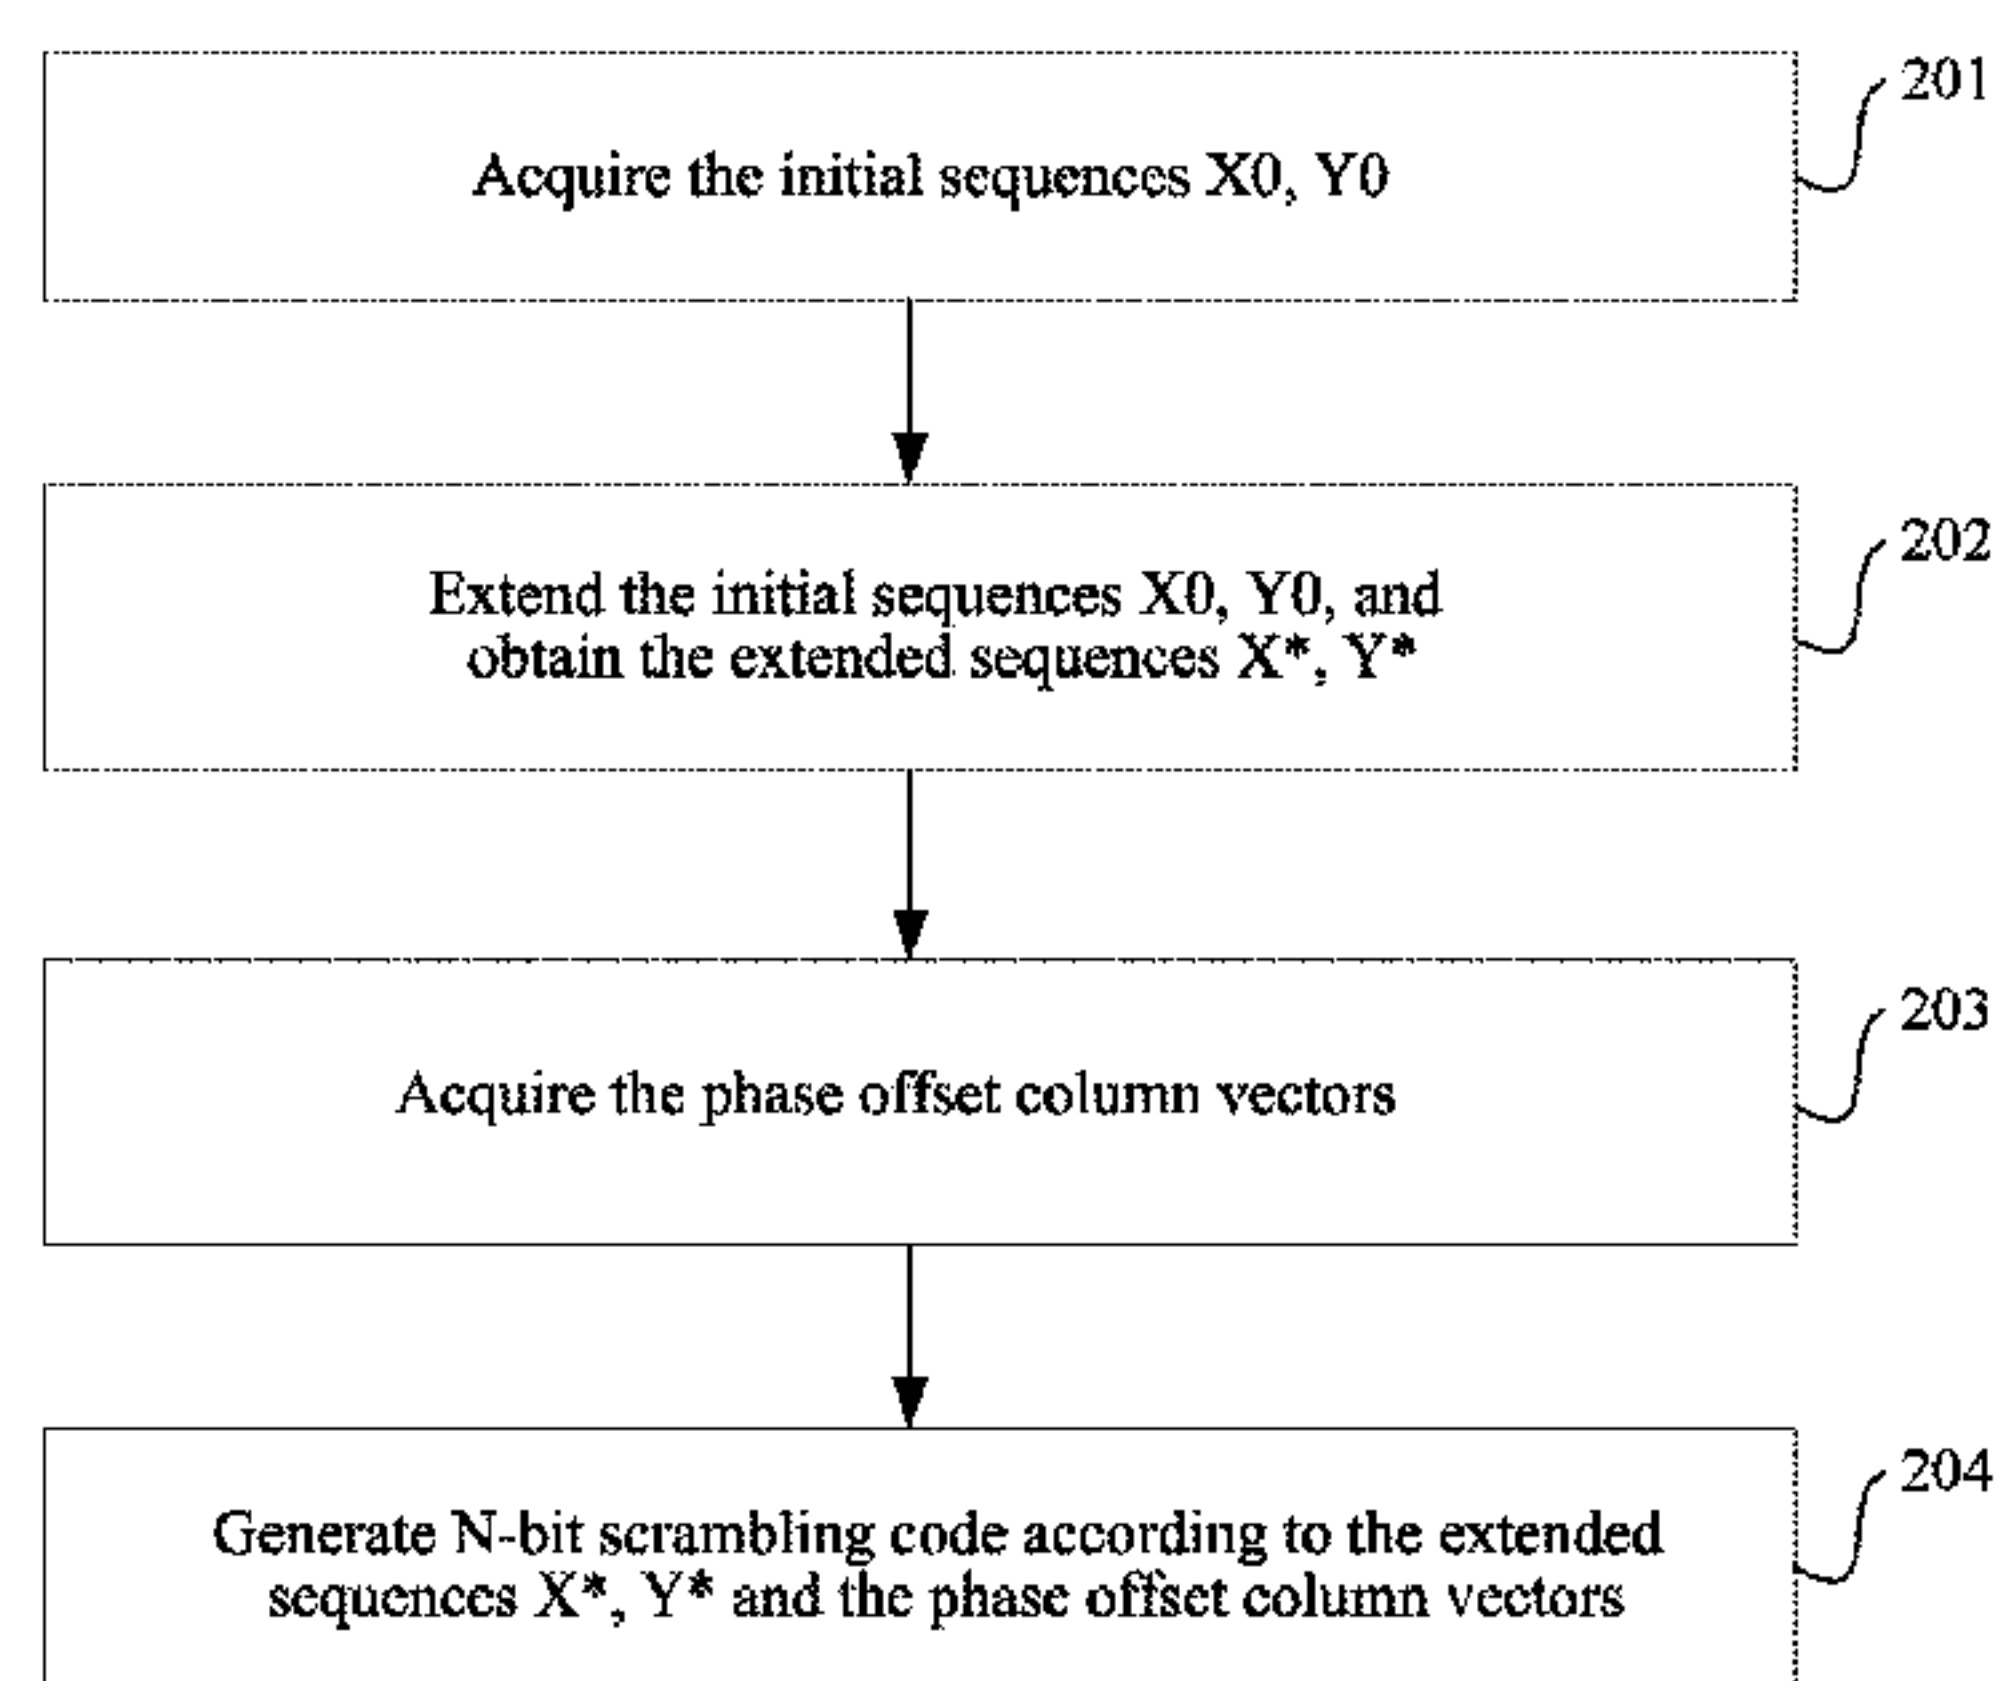 201
Acquire the initial sequences X0, Y0
202
Extend the initial sequences X0, Y0, and
obtain the extended sequences X*, Y*
203
Acquire the phase offset column vectors
204
Generate N-bit scrambling code according to the extended
sequences X*, Y* and the phase offset column vectors